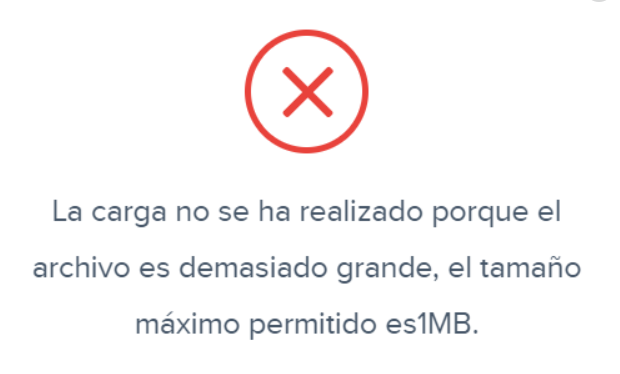 La carga no se ha realizado porque el
archivo es demasiado grande, el tamaño
máximo permitido es1MB.